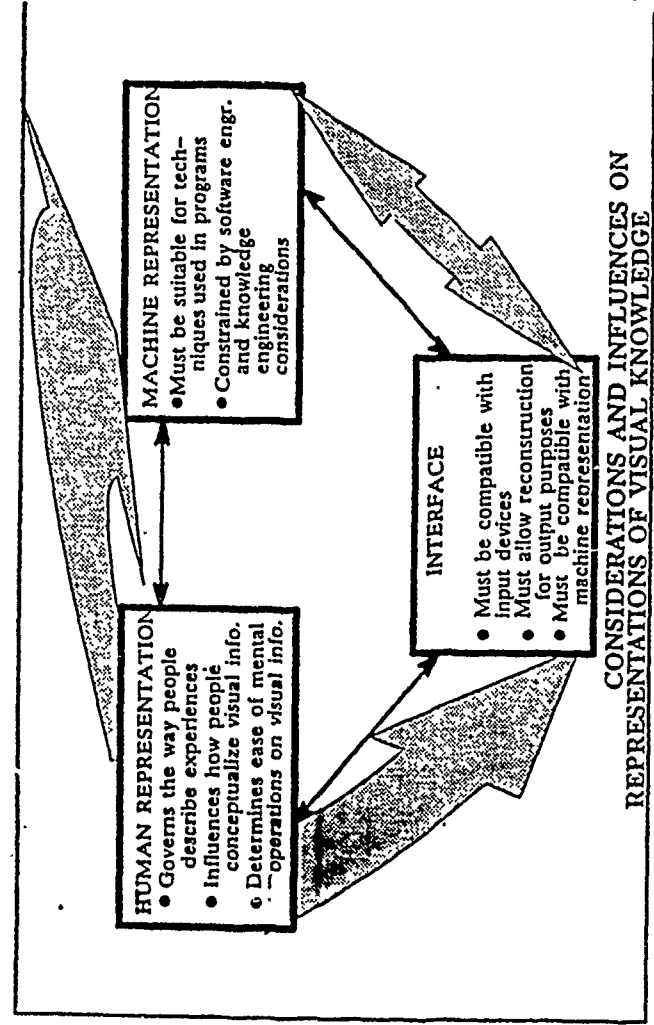 HUMAN REPRESENTATION
● Governs the way people
describe experiences
● Influences how people
conceptualize visual info.
● Determines ease of mental
operations on visual info.
MACHINE REPRESENTATION
● Must be suitable for tech-
niques used in programs
● Constrained by software engr.
and knowledge
engineering
considerations
INTERFACE
● Must be compatible with
input devices
● Must allow reconstruction
for output purposes
● Must be compatible with
machine representation
CONSIDERATIONS AND INFLUENCES ON
REPRESENTATIONS OF VISUAL KNOWLEDGE